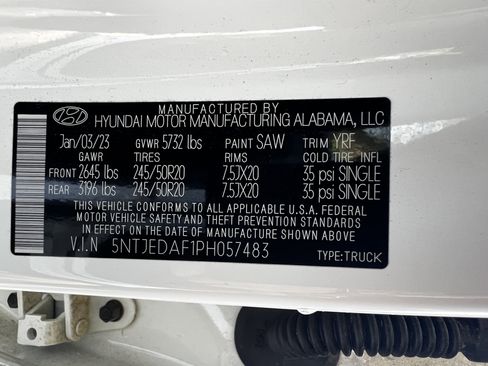 MANUFACTURED BY
HYUNDAI MOTOR MANUFACTURING ALABAMA, LLC
Jan/03/23 GVWR 5732 lbs PAINT SAW TRIM YRF
GAWR TIRES RIMS COLD TIRE INFL
FRONT 2645 lbs 245/50R20 7.5JX20 35 psi SINGLE
REAR 3196 lbs 245/50R20 7.5JX20 35 psi SINGLE
THIS VEHICLE CONFORMS TO ALL APPLICABLE U.S.A.FEDERAL
MOTOR VEHICLE SAFETY AND THEFT PREVENTION STANDARDS
IN EFFECT ON THE DATE OF MANUFACTURE SHOWN ABOVE.
V.I.N 5NTJEDAF1PH057483 TYPE:TRUCK